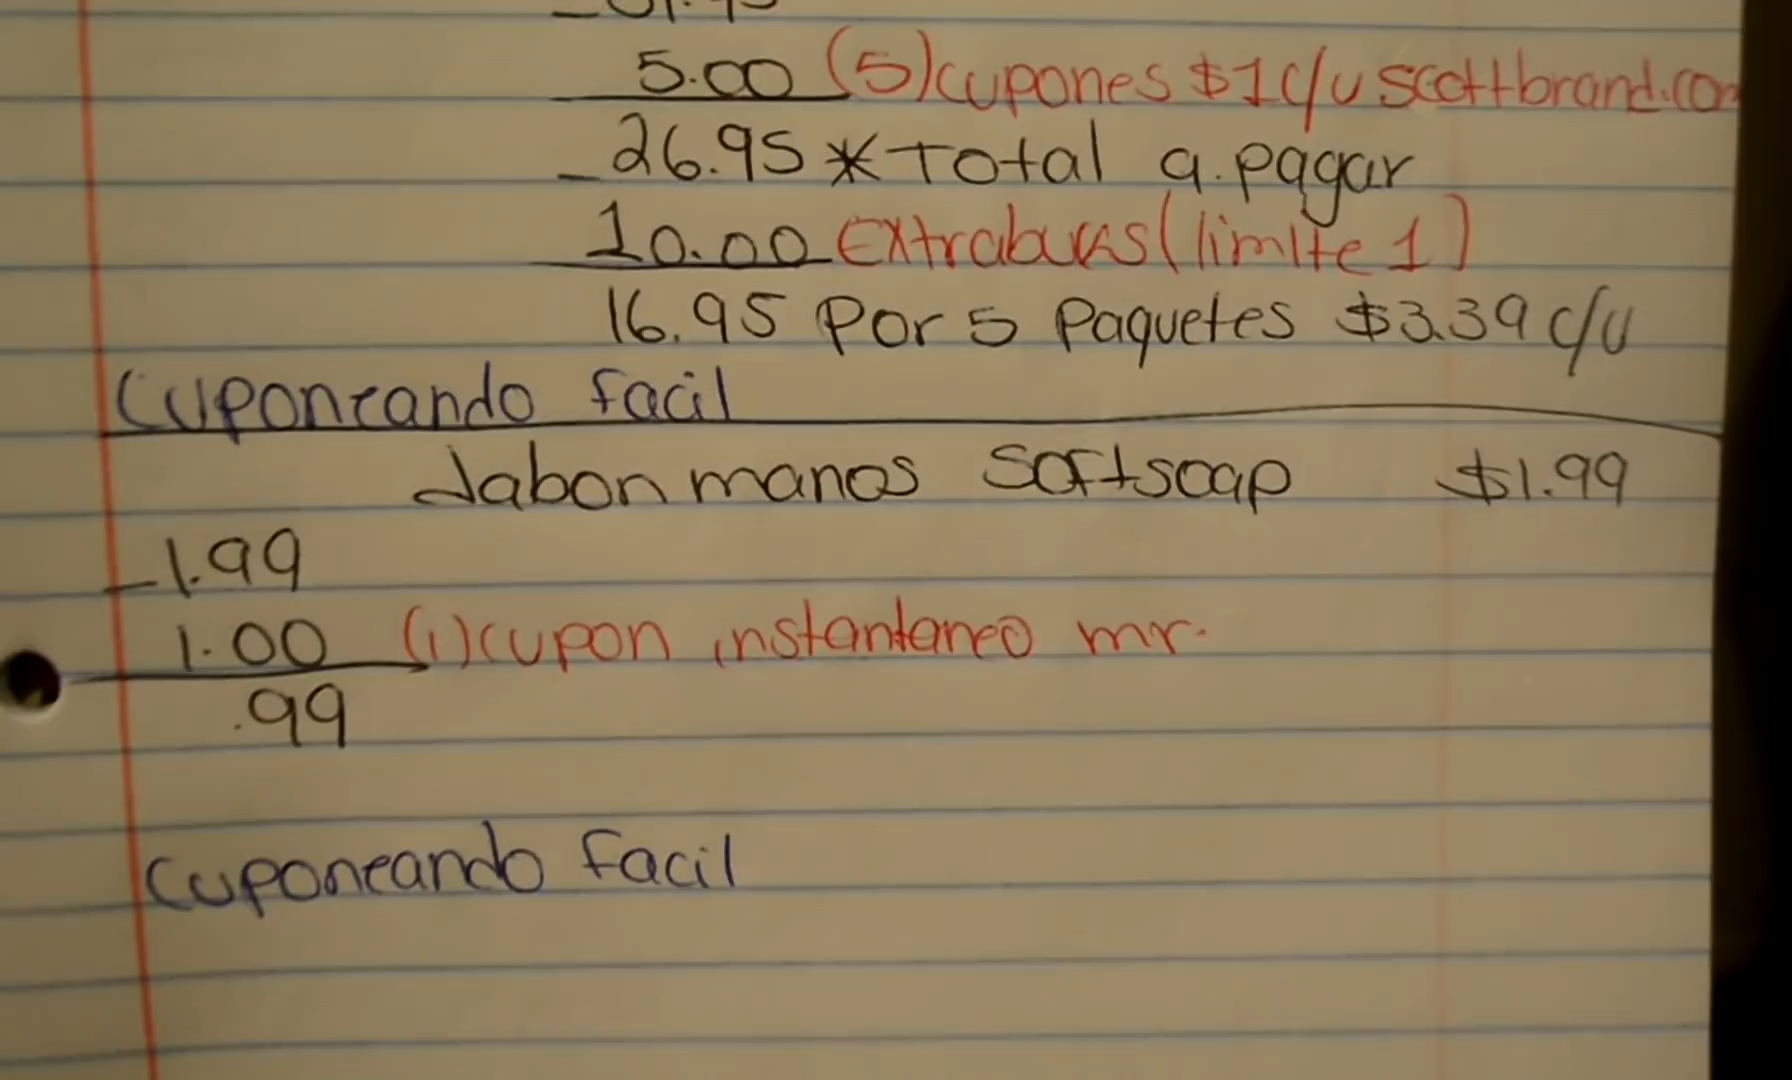 5.00 (5) cupones $1 c/u scottbrand.com
- 26.95 * Total a.pagar
10.00 Extrabucks (limite 1)
16.95 Por 5 Paquetes $3.39 c/u
Cuponeando facil
Jabon manos Softsoap $1.99
- 1.99
1.00 (1) cupon instantaneo mr.
.99
Cuponeando facil